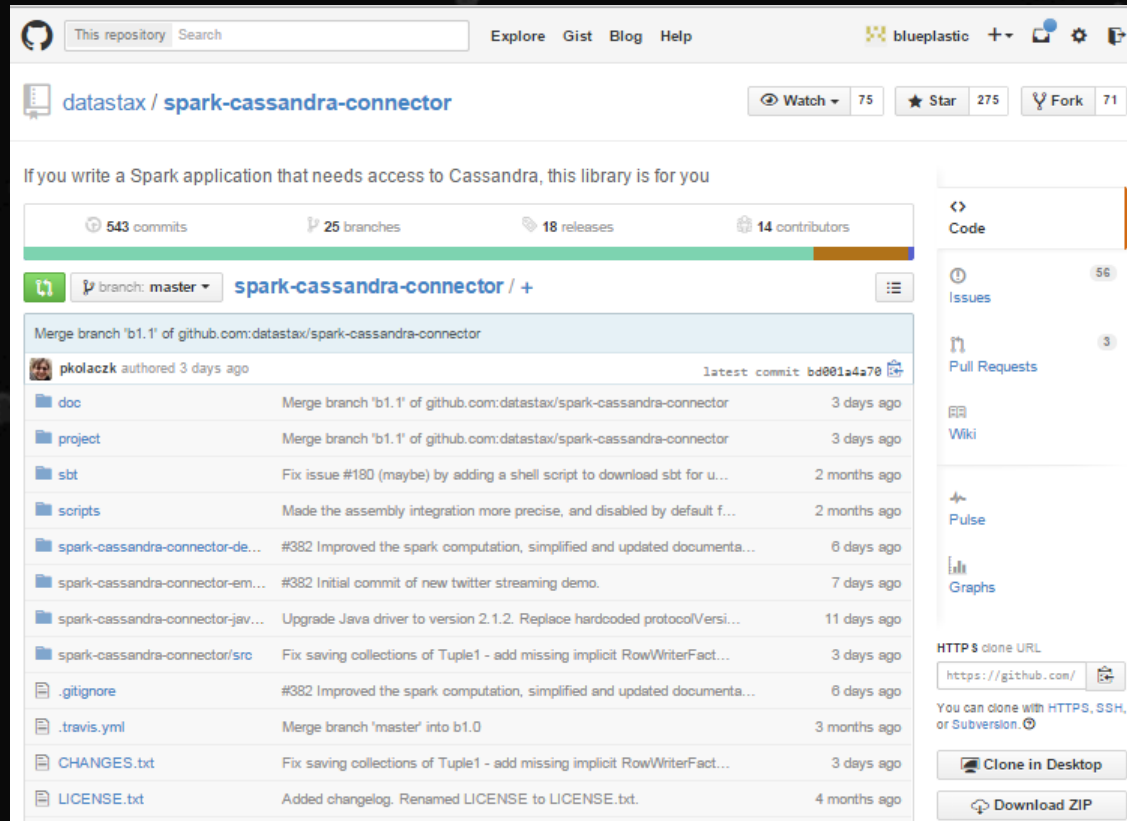 This repository Search Explore Gist Blog Help blueplastic
datastax / spark-cassandra-connector Watch 75 Star 275 Fork 71
If you write a Spark application that needs access to Cassandra, this library is for you
543 commits 25 branches 18 releases 14 contributors
branch: master spark-cassandra-connector / +
Merge branch 'b1.1' of github.com:datastax/spark-cassandra-connector
pkolaczk authored 3 days ago latest commit bd001a4a70
doc Merge branch 'b1.1' of github.com:datastax/spark-cassandra-connector 3 days ago
project Merge branch 'b1.1' of github.com:datastax/spark-cassandra-connector 3 days ago
sbt Fix issue #180 (maybe) by adding a shell script to download sbt for u... 2 months ago
scripts Made the assembly integration more precise, and disabled by default f... 2 months ago
spark-cassandra-connector-de... #382 Improved the spark computation, simplified and updated documenta... 6 days ago
spark-cassandra-connector-em... #382 Initial commit of new twitter streaming demo. 7 days ago
spark-cassandra-connector-jav... Upgrade Java driver to version 2.1.2. Replace hardcoded protocolVersi... 11 days ago
spark-cassandra-connector/src Fix saving collections of Tuple1 - add missing implicit RowWriterFact... 3 days ago
.gitignore #382 Improved the spark computation, simplified and updated documenta... 6 days ago
.travis.yml Merge branch 'master' into b1.0 3 months ago
CHANGES.txt Fix saving collections of Tuple1 - add missing implicit RowWriterFact... 3 days ago
LICENSE.txt Added changelog. Renamed LICENSE to LICENSE.txt. 4 months ago
Code
Issues 56
Pull Requests 3
Wiki
Pulse
Graphs
HTTPS clone URL
https://github.com/
You can clone with HTTPS, SSH,
or Subversion.
Clone in Desktop
Download ZIP